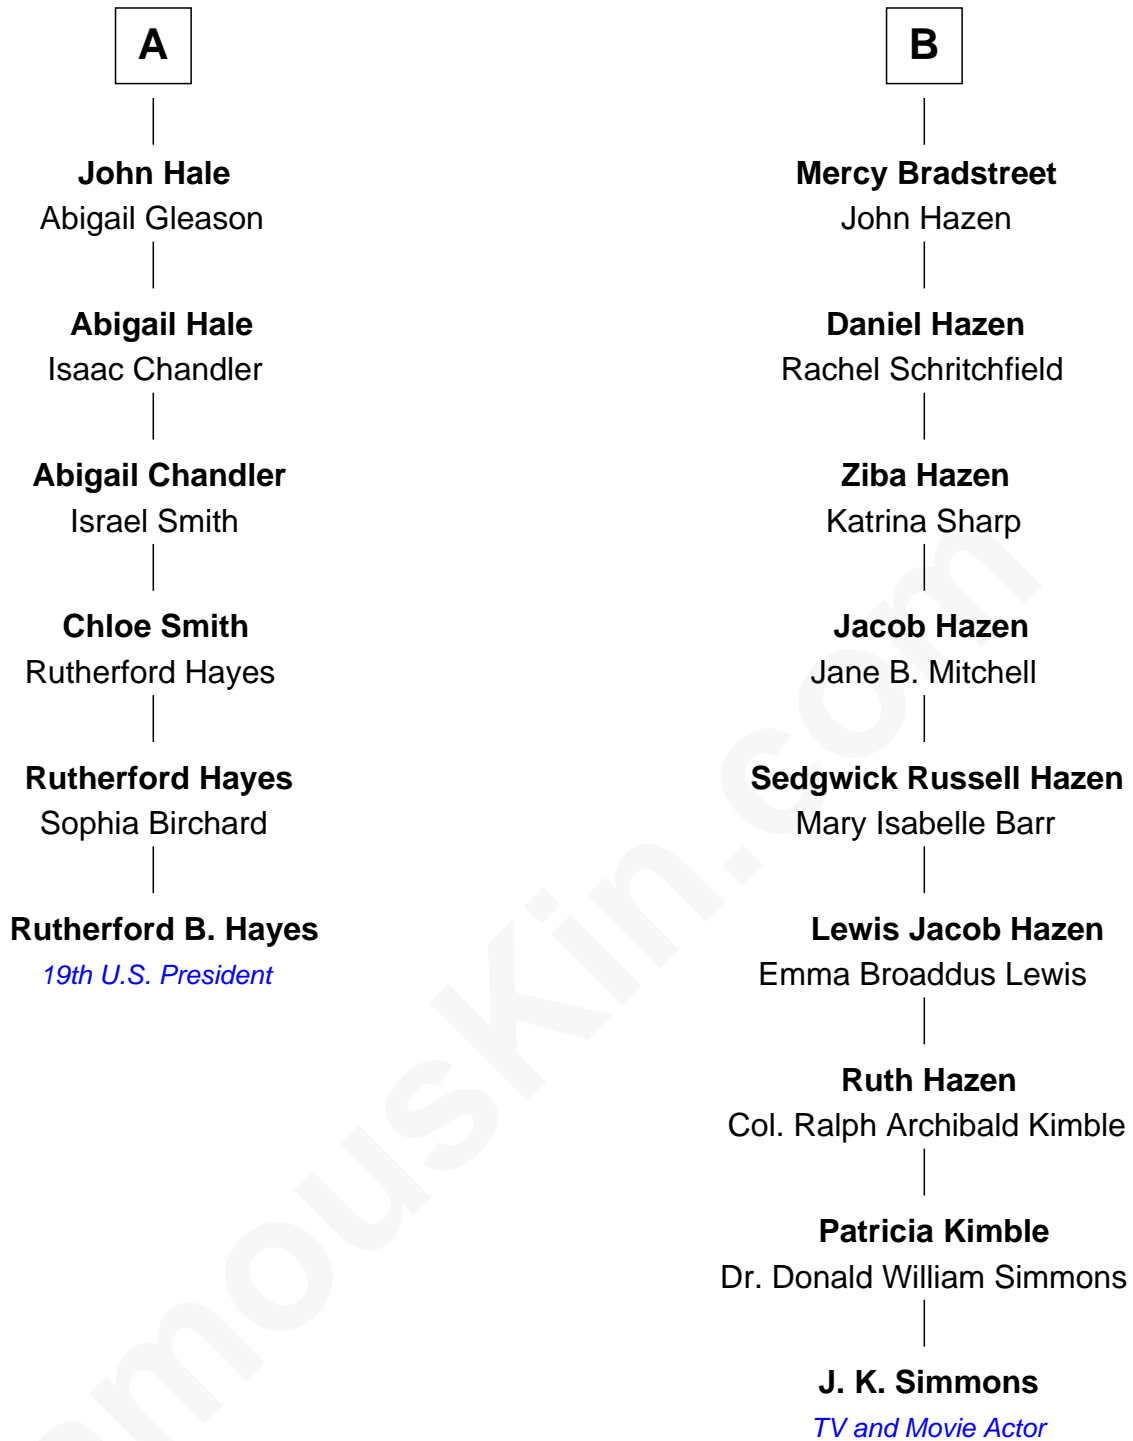 A
John Hale
Abigail Gleason
Abigail Hale
Isaac Chandler
Abigail Chandler
Israel Smith
Chloe Smith
Rutherford Hayes
Rutherford Hayes
Sophia Birchard
Rutherford B. Hayes
19th U.S. President
B
Mercy Bradstreet
John Hazen
Daniel Hazen
Rachel Schritchfield
Ziba Hazen
Katrina Sharp
Jacob Hazen
Jane B. Mitchell
Sedgwick Russell Hazen
Mary Isabelle Barr
Lewis Jacob Hazen
Emma Broaddus Lewis
Ruth Hazen
Col. Ralph Archibald Kimble
Patricia Kimble
Dr. Donald William Simmons
J. K. Simmons
TV and Movie Actor
amousKin.com